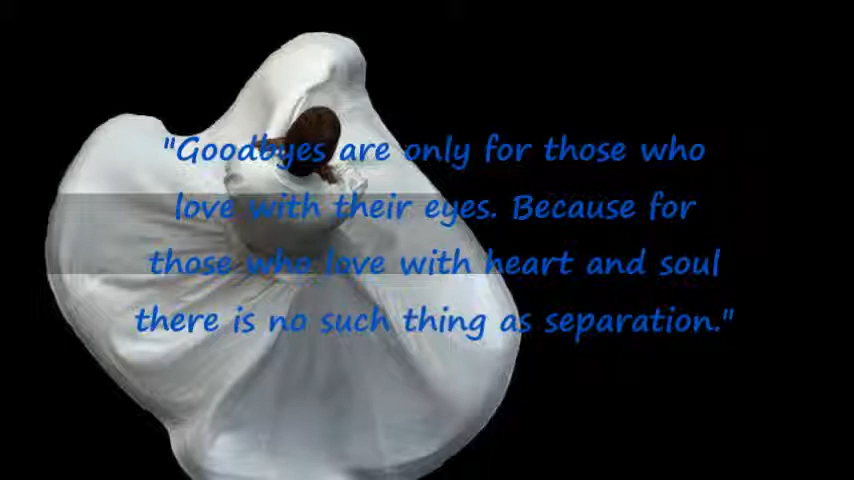 "Goodbyes are only for those who
love with their eyes. Because for
those who love with heart and soul
there is no such thing as separation."